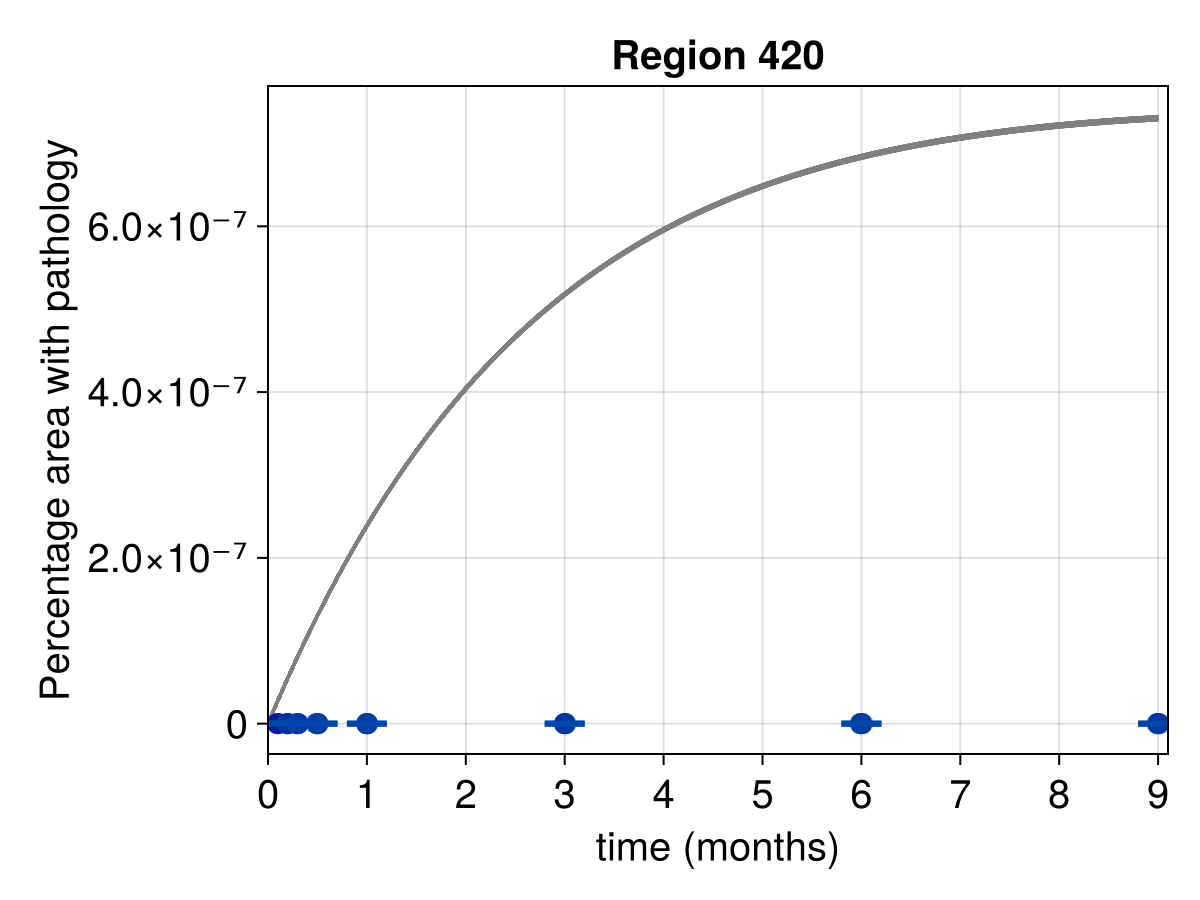 Region 420
Percentage area with pathology
6.0×10⁻⁷
4.0×10⁻⁷
2.0×10⁻⁷
0
0 1 2 3 4 5 6 7 8 9
time (months)